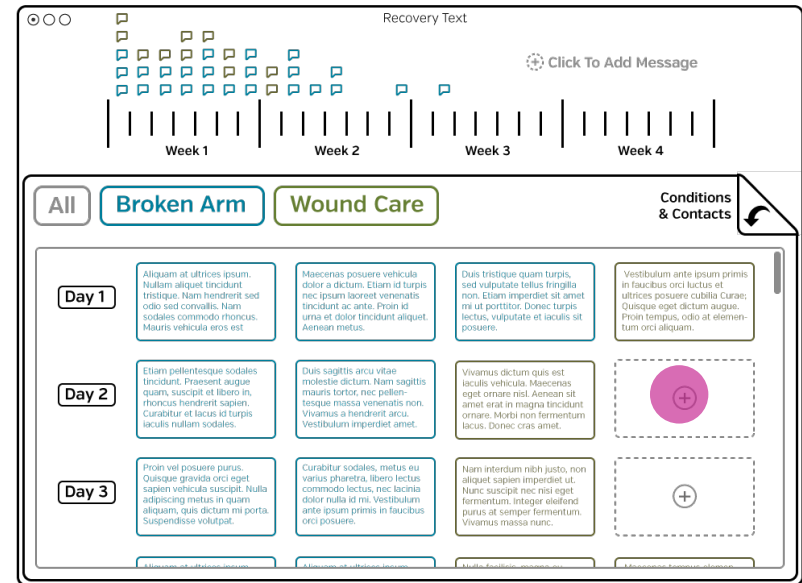 Recovery Text
Click To Add Message
Week 1
Week 2
Week 3
Week 4
All
Broken Arm
Wound Care
Conditions
& Contacts
Day 1
Aliquam at ultrices ipsum.
Nullam aliquet tincidunt
tristique. Nam hendrerit sed
odio sed convallis. Nam
sodales commodo rhoncus.
Mauris vehicula eros est
Maecenas posuere vehicula
dolor a dictum. Etiam id turpis
nec ipsum laoreet venenatis
tincidunt ac ante. Proin id
urna et dolor tincidunt aliquet.
Aenean metus.
Duis tristique quam turpis,
sed vulputate tellus fringilla
non. Etiam imperdiet sit amet
mi ut porttitor. Donec turpis
lectus, vulputate et iaculis sit
posuere.
Vestibulum ante ipsum primis
in faucibus orci luctus et
ultrices posuere cubilia Curae;
Quisque eget dictum augue.
Proin tempus, odio at elemen-
tum orci aliquam.
Day 2
Etiam pellentesque sodales
tincidunt. Praesent augue
quam, suscipit et libero in,
rhoncus hendrerit sapien.
Curabitur et lacus id turpis
iaculis nullam sodales.
Duis sagittis arcu vitae
molestie dictum. Nam sagittis
mauris tortor, nec pellen-
tesque massa venenatis non.
Vivamus a hendrerit arcu.
Vestibulum imperdiet amet.
Vivamus dictum quis est
iaculis vehicula. Maecenas
eget ornare nisl. Aenean sit
amet erat in magna tincidunt
ornare. Morbi non fermentum
lacus. Donec cras amet.
Day 3
Proin vel posuere purus.
Quisque gravida orci eget
sapien vehicula suscipit. Nulla
adipiscing metus in quam
aliquam, quis dictum mi porta.
Suspendisse volutpat.
Curabitur sodales, metus eu
varius pharetra, libero lectus
commodo lectus, nec lacinia
dolor nulla id mi. Vestibulum
ante ipsum primis in faucibus
orci posuere.
Nam interdum nibh justo, non
aliquet sapien imperdiet ut.
Nunc suscipit nec nisi eget
fermentum. Integer eleifend
purus at semper fermentum.
Vivamus massa nunc.